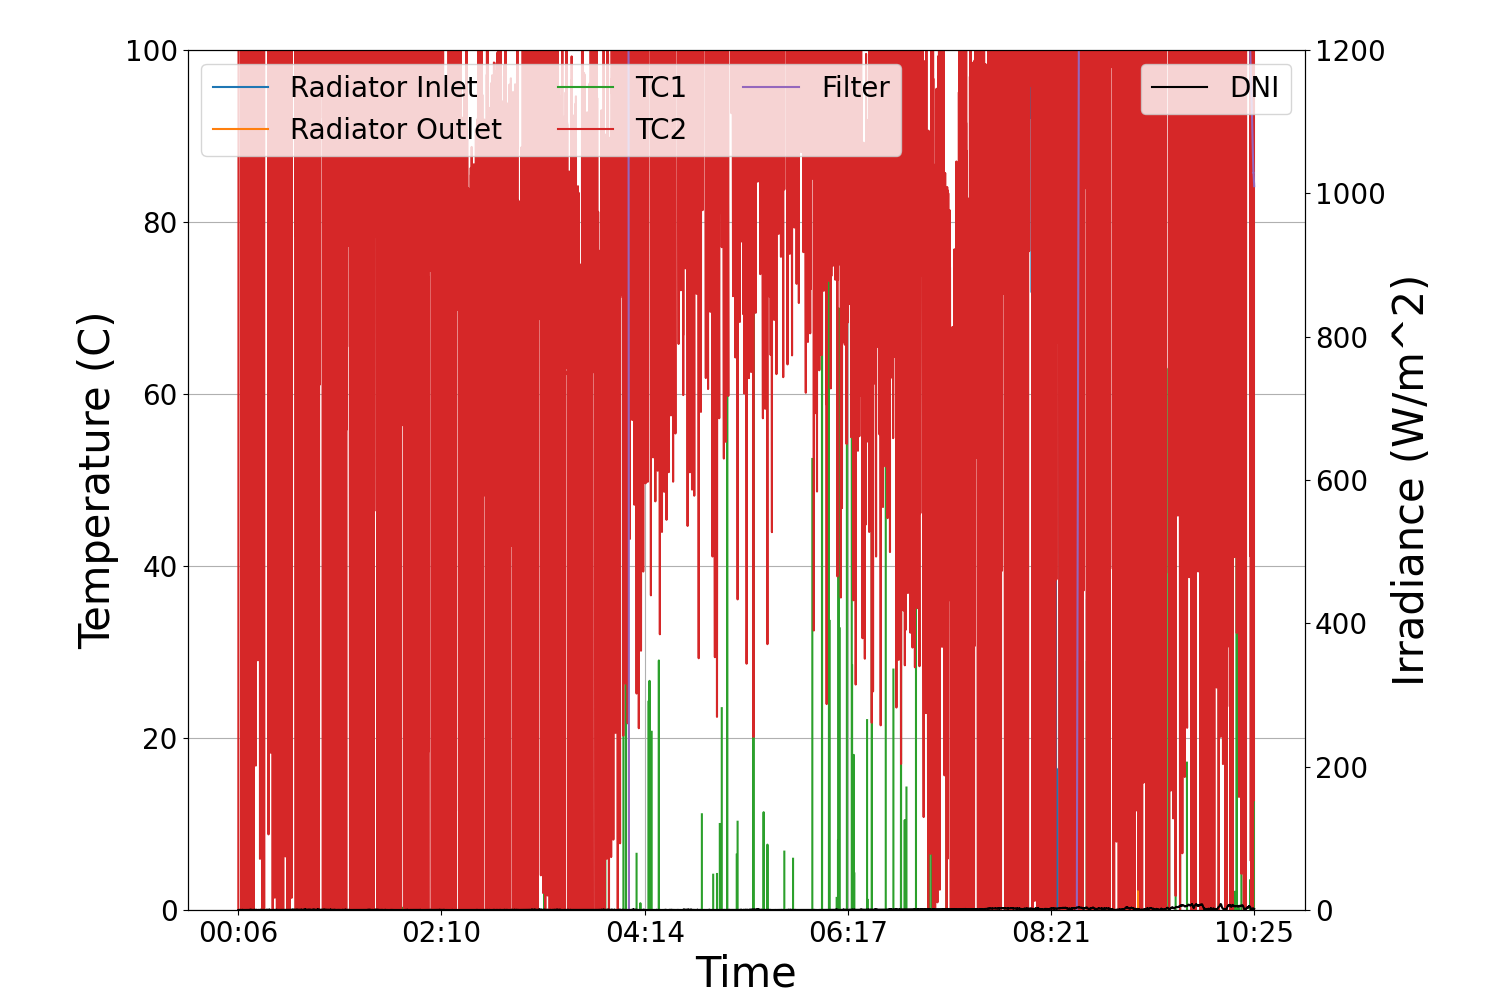 100
80
60
40
20
0
Temperature (C)
Radiator Inlet
Radiator Outlet
TC1
TC2
Filter
DNI
1200
1000
800
600
400
200
0
Irradiance (W/m^2)
00:06
02:10
04:14
06:17
08:21
10:25
Time